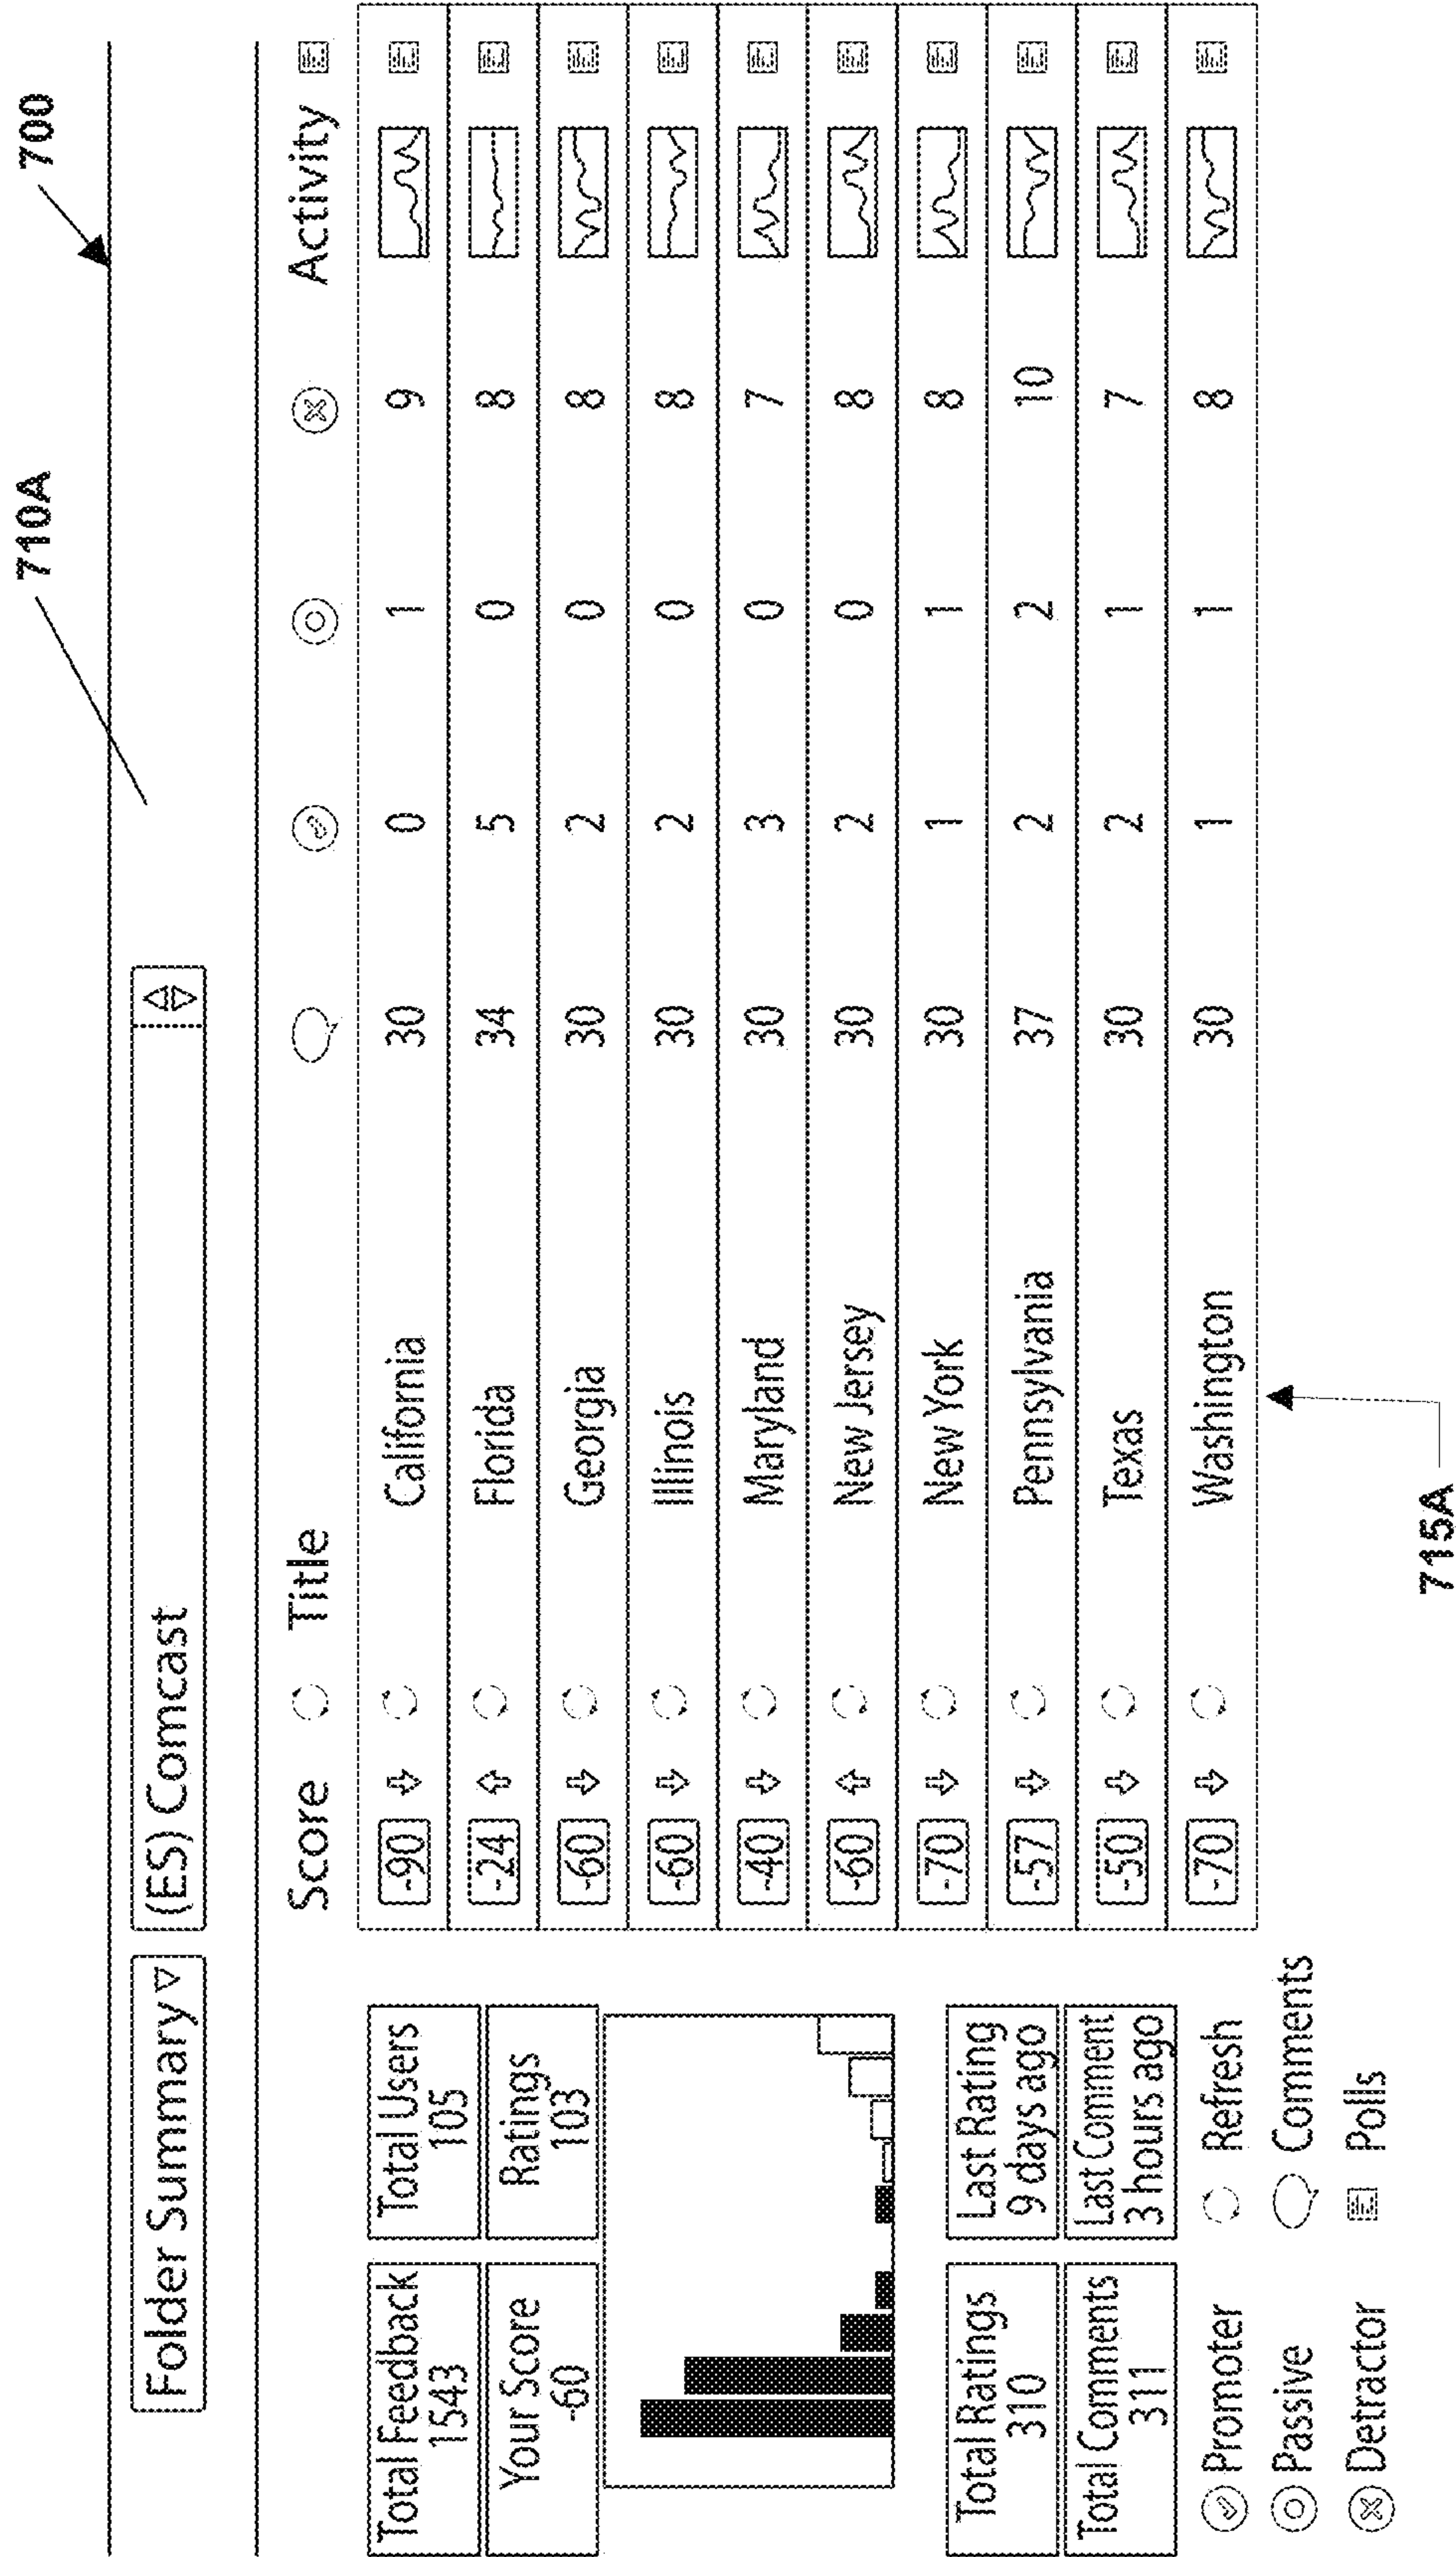 700
710A
Folder Summary (ES) Comcast
Score Title Activity
-90 California 30 0 1 9
-24 Florida 34 5 0 8
-60 Georgia 30 2 0 8
-60 Illinois 30 2 0 8
-40 Maryland 30 3 0 7
-60 New Jersey 30 2 0 8
-70 New York 30 1 1 8
-57 Pennsylvania 37 2 2 10
-50 Texas 30 2 1 7
-70 Washington 30 1 1 8
715A
Total Feedback
1543
Total Users
105
Your Score
-60
Ratings
103
Total Ratings
310
Last Rating
9 days ago
Total Comments
311
Last Comment
3 hours ago
Promoter Refresh
Passive Comments
Detractor Polls